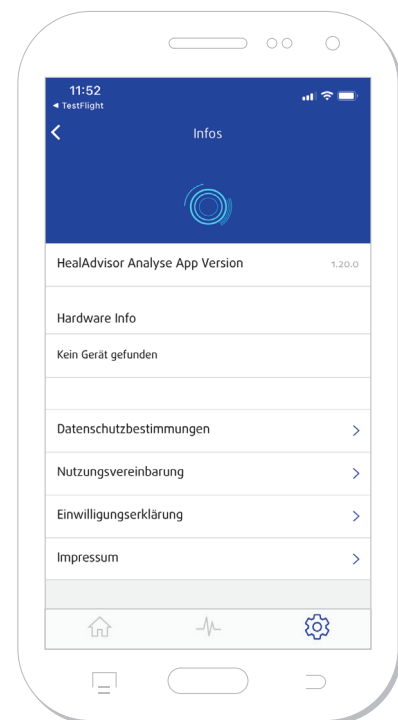 11:52
◀ TestFlight
Infos
HealAdvisor Analyse App Version 1.20.0
Hardware Info
Kein Gerät gefunden
Datenschutzbestimmungen
Nutzungsvereinbarung
Einwilligungserklärung
Impressum